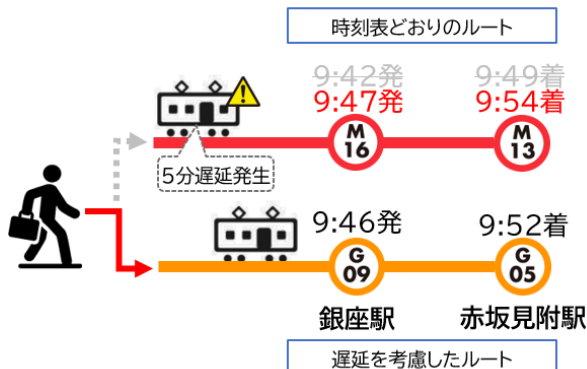 時刻表どおりのルート
9:42発 9:49着
9:47発 9:54着
M
16
M
13
5分遅延発生
9:46発 9:52着
G
09
G
05
銀座駅 赤坂見附駅
遅延を考慮したルート